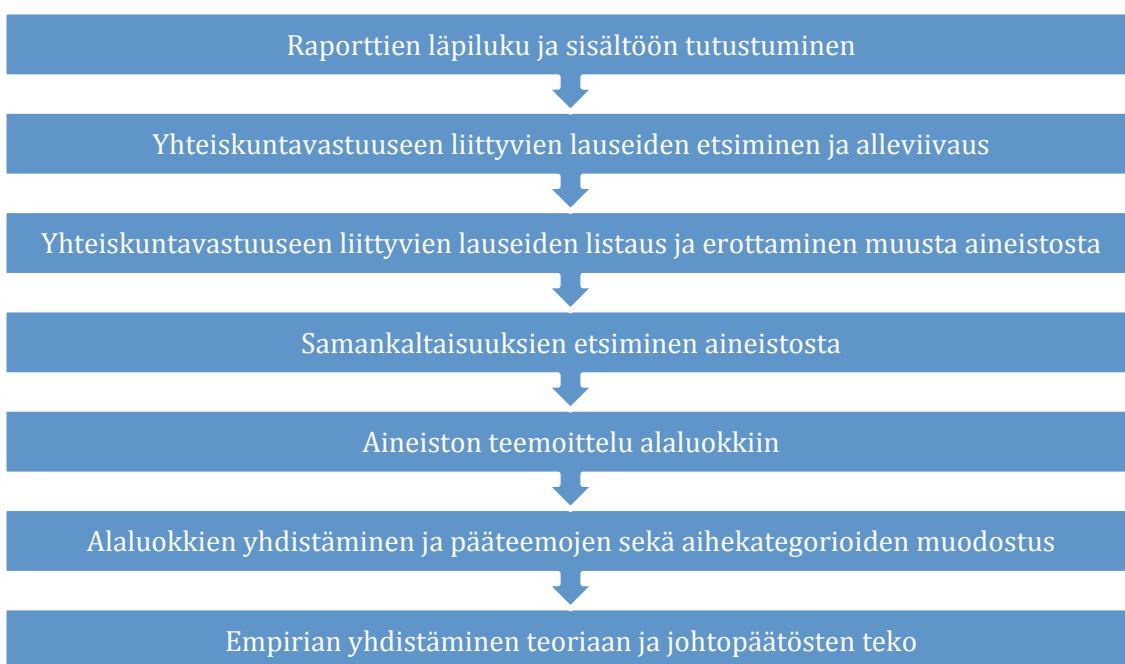 Raporttien läpiluku ja sisältöön tutustuminen
Yhteiskuntavastuuseen liittyvien lauseiden etsiminen ja alleviivaus
Yhteiskuntavastuuseen liittyvien lauseiden listaus ja erottaminen muusta aineistosta
Samankaltaisuuksien etsiminen aineistosta
Aineiston teemoittelu alaluokkiin
Alaluokkien yhdistäminen ja pääteemojen sekä aihekategorioiden muodostus
Empirian yhdistäminen teoriaan ja johtopäätösten teko